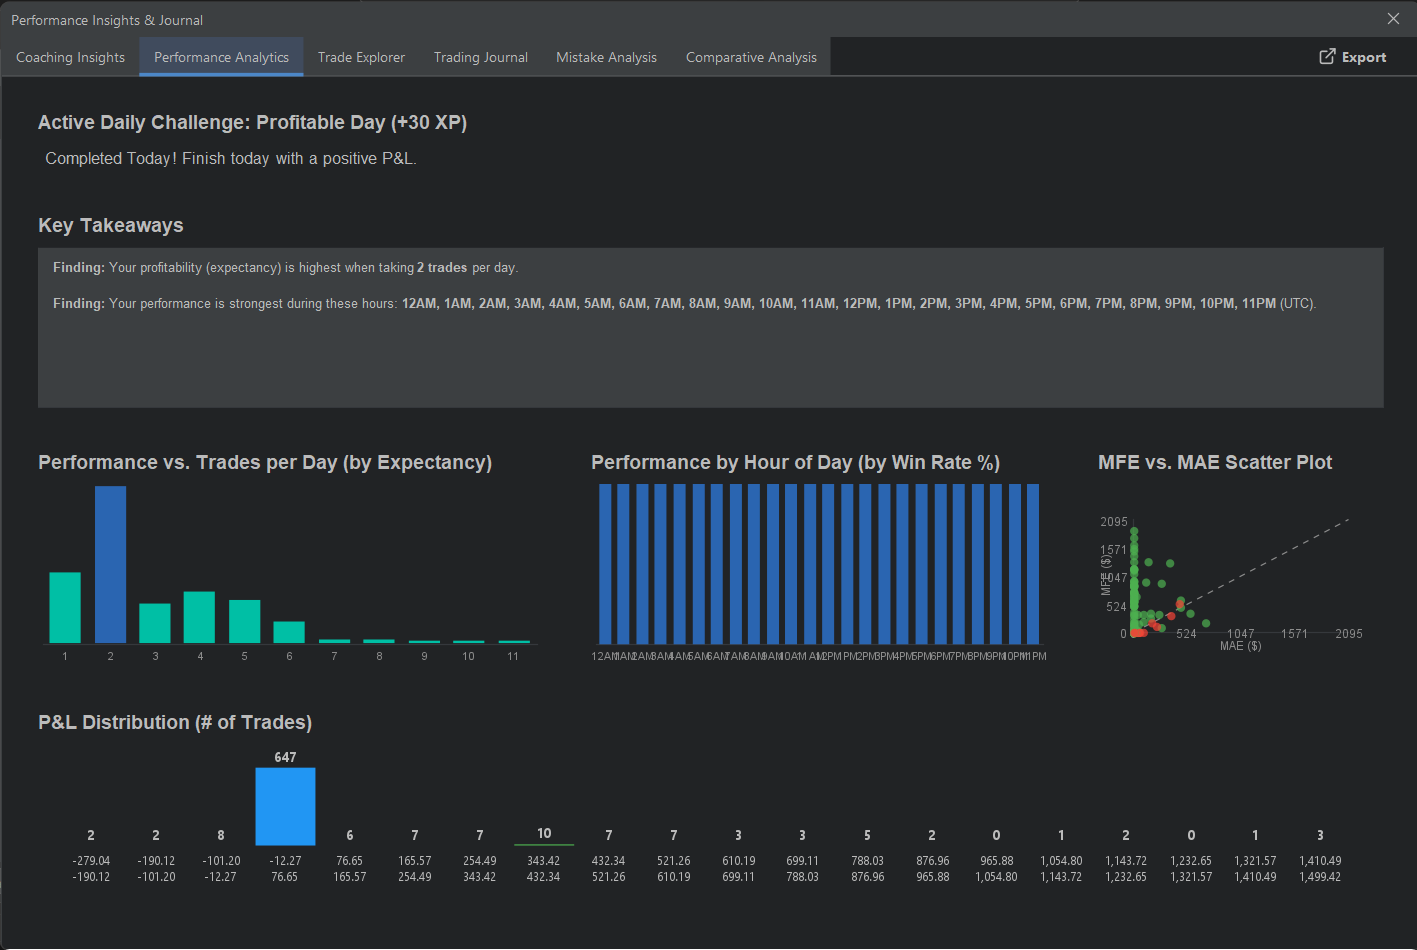 Performance Insights & Journal
Coaching Insights Performance Analytics Trade Explorer Trading Journal Mistake Analysis Comparative Analysis Export
Active Daily Challenge: Profitable Day (+30 XP)
Completed Today! Finish today with a positive P&L.
Key Takeaways
Finding: Your profitability (expectancy) is highest when taking 2 trades per day.
Finding: Your performance is strongest during these hours: 12AM, 1AM, 2AM, 3AM, 4AM, 5AM, 6AM, 7AM, 8AM, 9AM, 10AM, 11AM, 12PM, 1PM, 2PM, 3PM, 4PM, 5PM, 6PM, 7PM, 8PM, 9PM, 10PM, 11PM (UTC).
Performance vs. Trades per Day (by Expectancy)
1 2 3 4 5 6 7 8 9 10 11
Performance by Hour of Day (by Win Rate %)
MFE vs. MAE Scatter Plot
2095
1571
524
0
MFE ($)
524 1047 1571 2095
MAE ($)
P&L Distribution (# of Trades)
647
2 2 8 6 7 7 10 7 7 3 3 5 2 0 1 2 0 1 3
-279.04 -190.12 -101.20 -12.27 76.65 165.57 254.49 343.42 432.34 521.26 610.19 699.11 788.03 876.96 965.88 1,054.80 1,143.72 1,232.65 1,321.57 1,410.49
-190.12 -101.20 -12.27 76.65 165.57 254.49 343.42 432.34 521.26 610.19 699.11 788.03 876.96 965.88 1,054.80 1,143.72 1,232.65 1,321.57 1,410.49 1,499.42